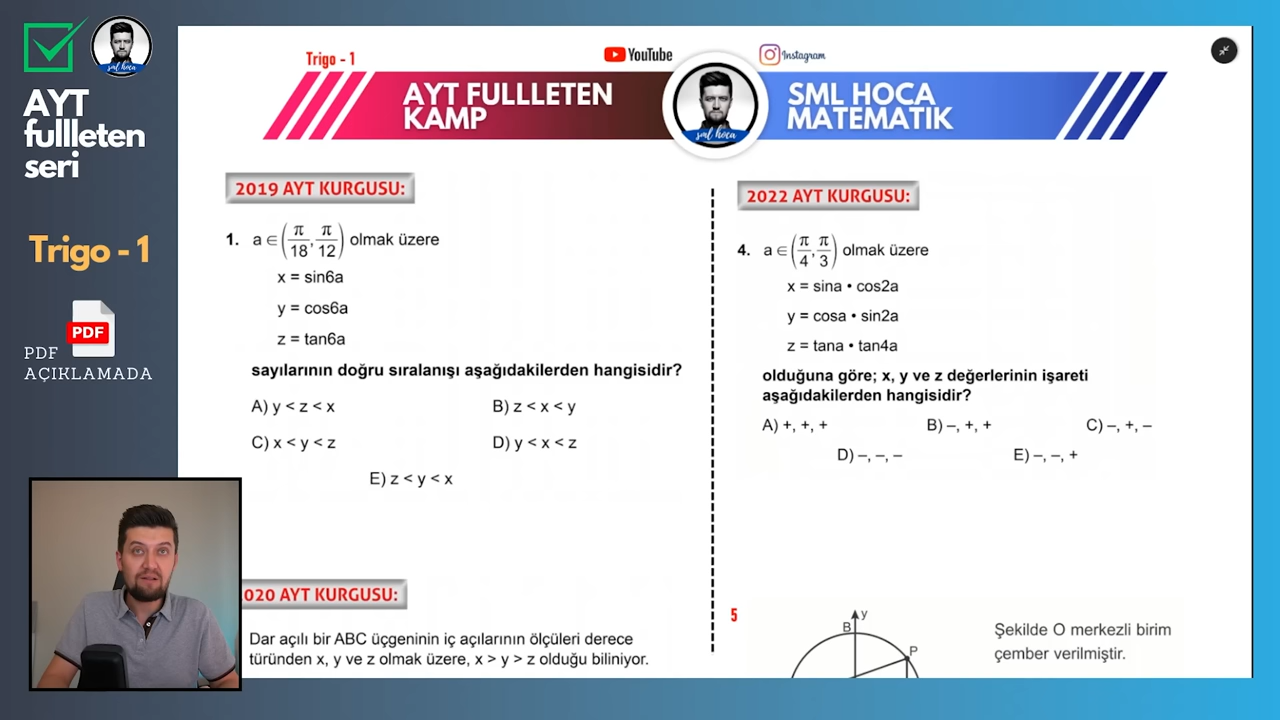 AYT
fullleten
seri
Trigo - 1
PDF
PDF
AÇIKLAMADA
sml hoca
Trigo - 1
YouTube
Instagram
AYT FULLLETEN
KAMP
sml hoca
SML HOCA
MATEMATIK
2019 AYT KURGUSU:
1. a ∈ (π/18, π/12) olmak üzere
x = sin6a
y = cos6a
z = tan6a
sayılarının doğru sıralanışı aşağıdakilerden hangisidir?
A) y < z < x B) z < x < y
C) x < y < z D) y < x < z
E) z < y < x
020 AYT KURGUSU:
Dar açılı bir ABC üçgeninin iç açılarının ölçüleri derece
türünden x, y ve z olmak üzere, x > y > z olduğu biliniyor.
2022 AYT KURGUSU:
4. a ∈ (π/4, π/3) olmak üzere
x = sina • cos2a
y = cosa • sin2a
z = tana • tan4a
olduğuna göre; x, y ve z değerlerinin işareti
aşağıdakilerden hangisidir?
A) +, +, + B) –, +, + C) –, +, –
D) –, –, – E) –, –, +
5
y
B
P
Şekilde O merkezli birim
çember verilmiştir.